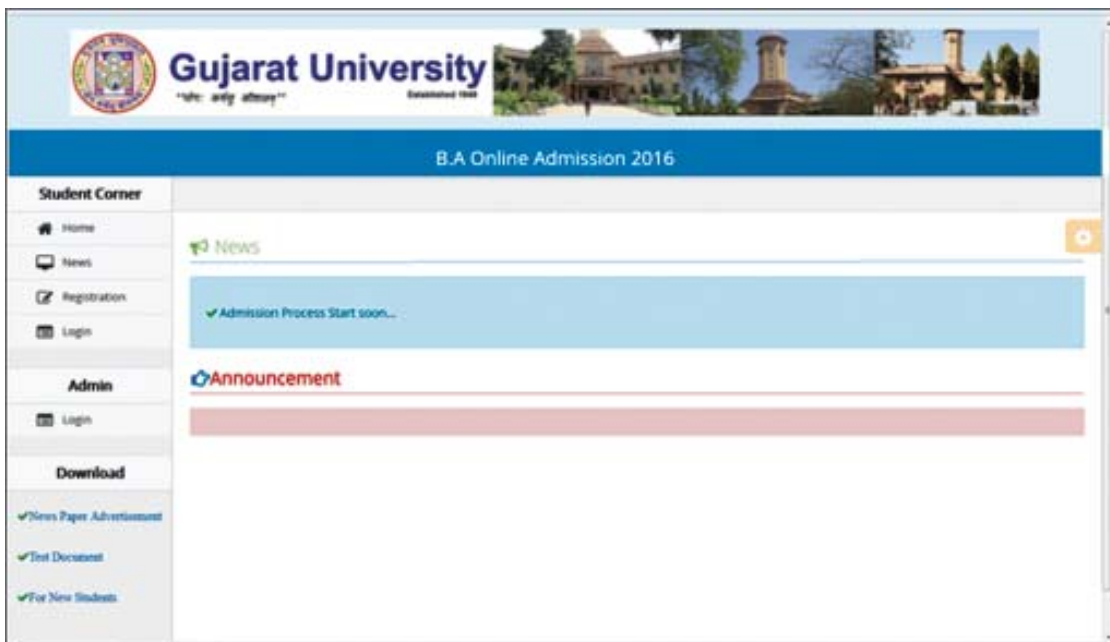 Gujarat University
Established 1949
B.A Online Admission 2016
Student Corner
Home
News
Registration
Login
Admin
Login
Download
News Paper Advertisement
Test Document
For New Students
News
Admission Process Start soon...
Announcement